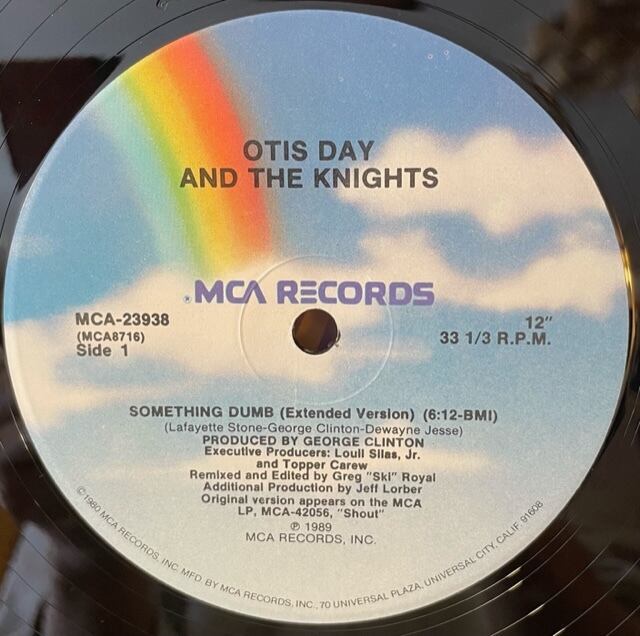 OTIS DAY
AND THE KNIGHTS
® MCA RECORDS
MCA-23938
(MCA8716)
Side 1
12"
33 1/3 R.P.M.
SOMETHING DUMB (Extended Version) (6:12-BMI)
(Lafayette Stone-George Clinton-Dewayne Jesse)
PRODUCED BY GEORGE CLINTON
Executive Producers: Louil Silas, Jr.
and Topper Carew
Remixed and Edited by Greg "Ski" Royal
Additional Production by Jeff Lorber
Original version appears on the MCA
LP, MCA-42056, "Shout"
℗ 1989
MCA RECORDS, INC.
©1980 MCA RECORDS, INC. MFD. BY MCA RECORDS, INC., 70 UNIVERSAL PLAZA, UNIVERSAL CITY, CALIF. 91608